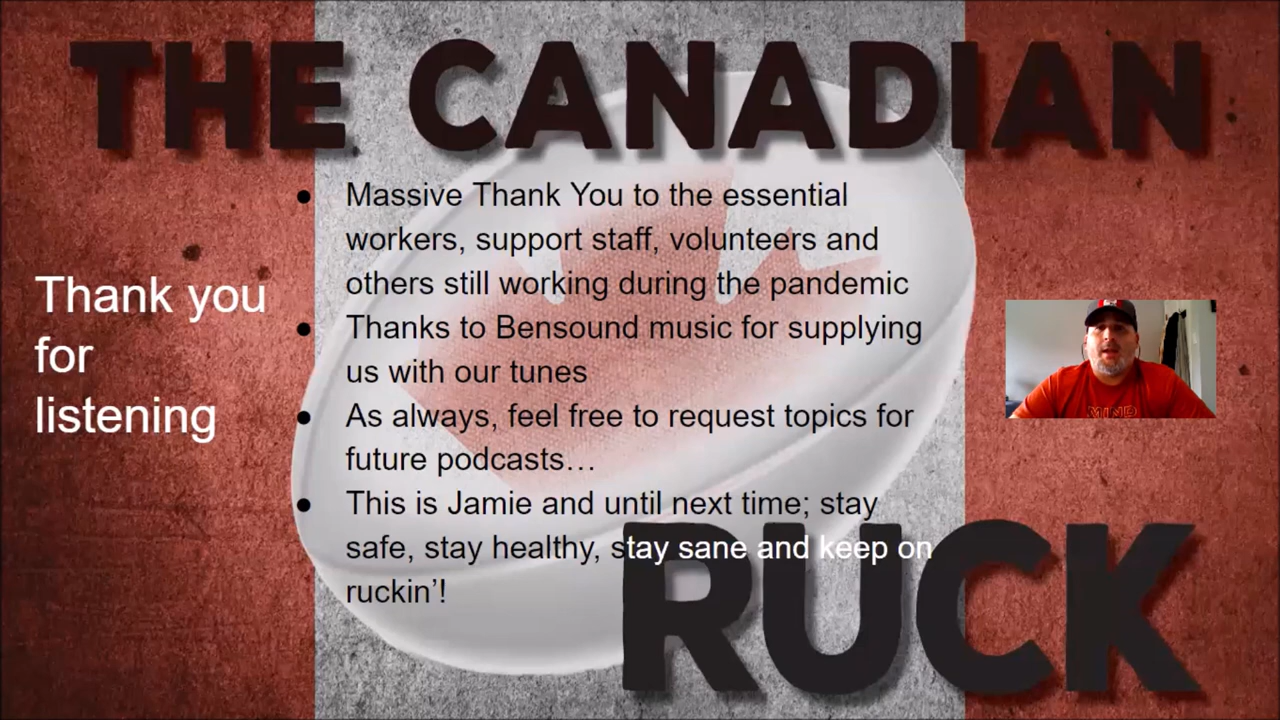 THE CANADIAN
Thank you
for
listening
● Massive Thank You to the essential
workers, support staff, volunteers and
others still working during the pandemic
● Thanks to Bensound music for supplying
us with our tunes
● As always, feel free to request topics for
future podcasts…
● This is Jamie and until next time; stay
safe, stay healthy, stay sane and keep on
ruckin’!
MIND
RUCK